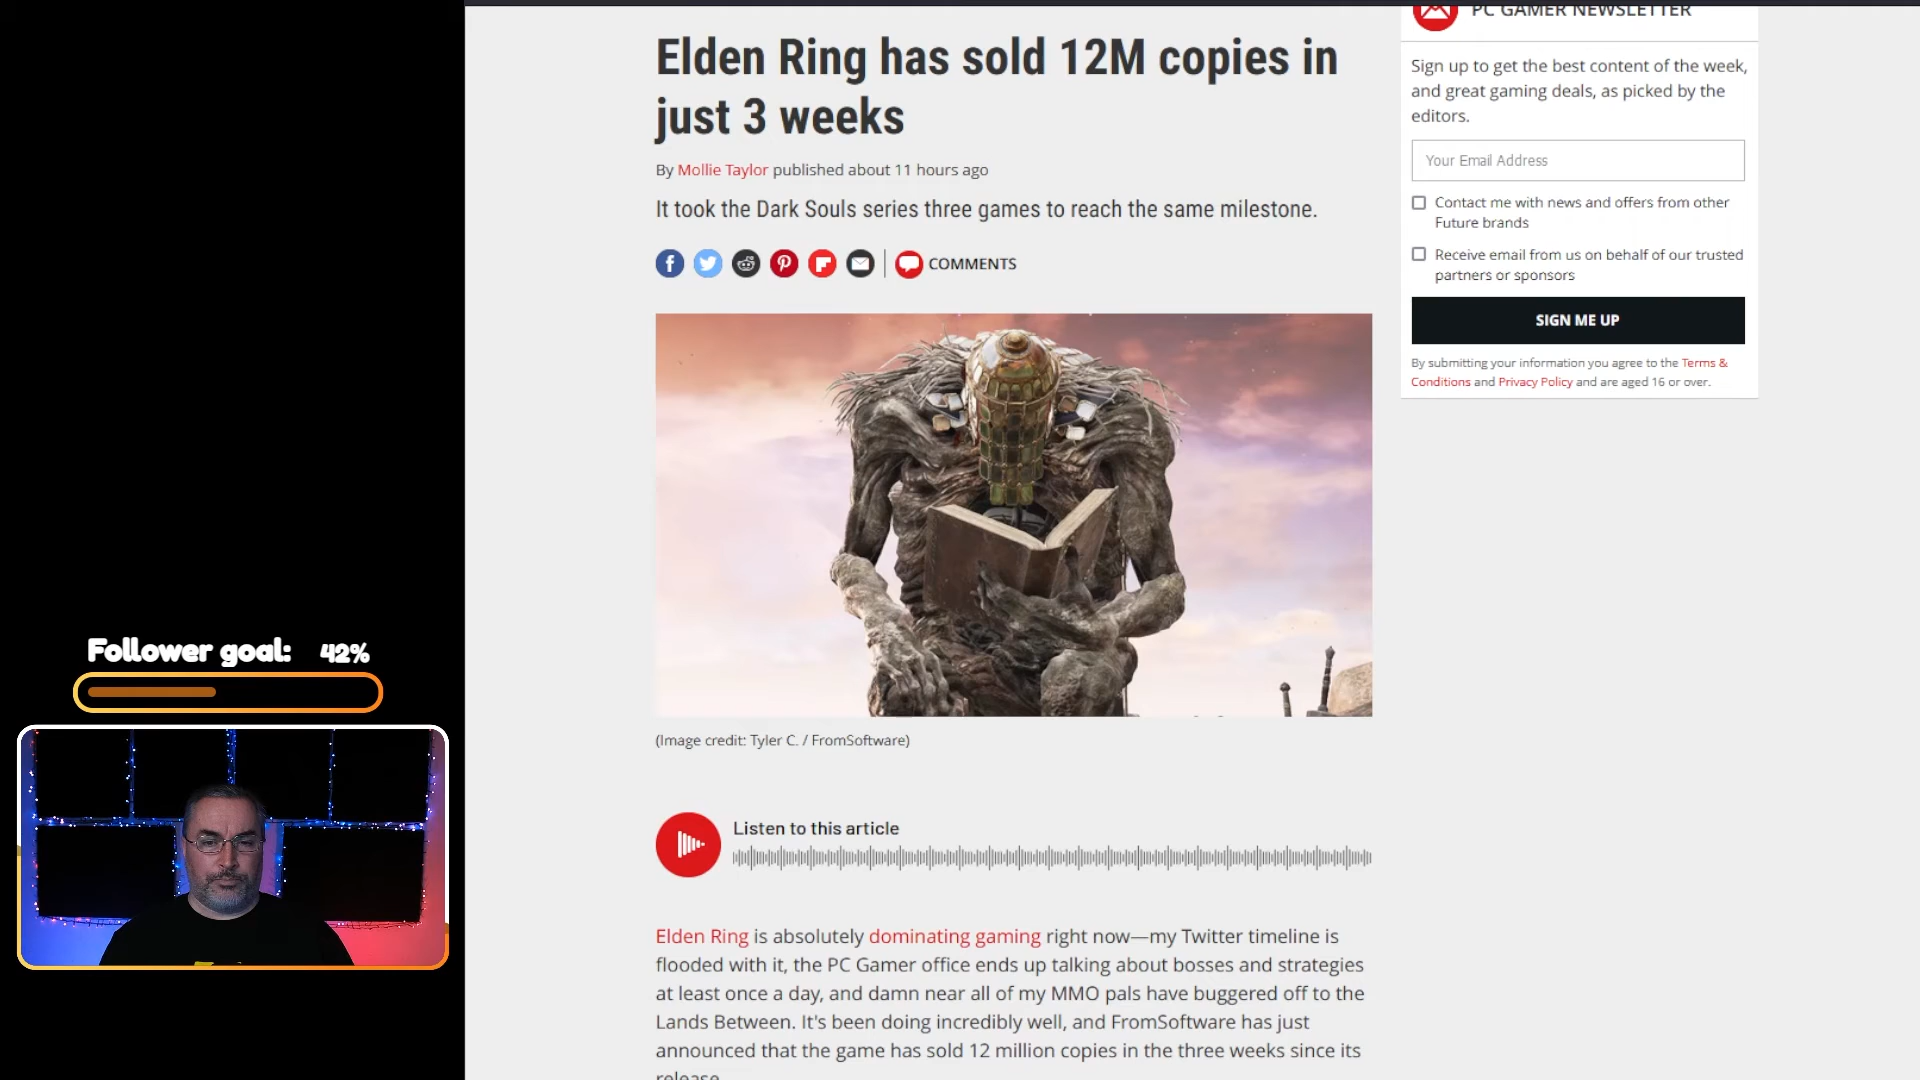 Elden Ring has sold 12M copies in
just 3 weeks
By Mollie Taylor published about 11 hours ago
It took the Dark Souls series three games to reach the same milestone.
COMMENTS
(Image credit: Tyler C. / FromSoftware)
Listen to this article
Elden Ring is absolutely dominating gaming right now—my Twitter timeline is
flooded with it, the PC Gamer office ends up talking about bosses and strategies
at least once a day, and damn near all of my MMO pals have buggered off to the
Lands Between. It's been doing incredibly well, and FromSoftware has just
announced that the game has sold 12 million copies in the three weeks since its
release.
PC GAMER NEWSLETTER
Sign up to get the best content of the week,
and great gaming deals, as picked by the
editors.
Your Email Address
Contact me with news and offers from other
Future brands
Receive email from us on behalf of our trusted
partners or sponsors
SIGN ME UP
By submitting your information you agree to the Terms &
Conditions and Privacy Policy and are aged 16 or over.
Follower goal: 42%